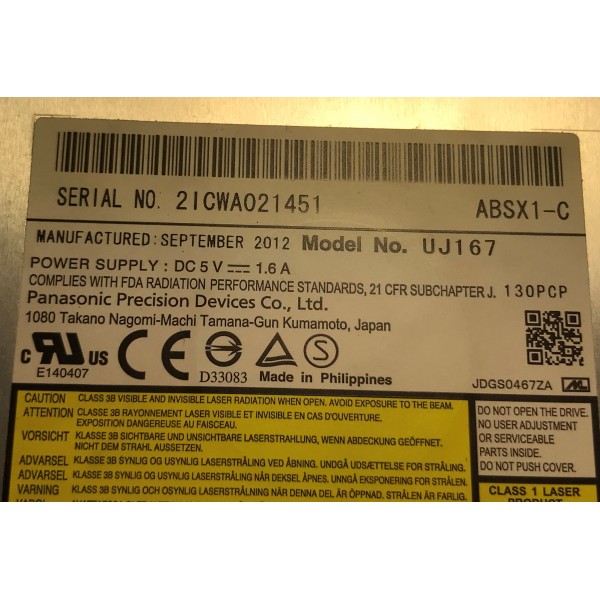 SERIAL NO. 2ICWA021451 ABSX1-C
MANUFACTURED: SEPTEMBER 2012 Model No. UJ167
POWER SUPPLY : DC 5 V ⎓ 1.6 A
COMPLIES WITH FDA RADIATION PERFORMANCE STANDARDS, 21 CFR SUBCHAPTER J. 130PCP
Panasonic Precision Devices Co., Ltd.
1080 Takano Nagomi-Machi Tamana-Gun Kumamoto, Japan
c UR US CE S
E140407 D33083 Made in Philippines JDGS0467ZA ML
CAUTION CLASS 3B VISIBLE AND INVISIBLE LASER RADIATION WHEN OPEN. AVOID EXPOSURE TO THE BEAM.
ATTENTION CLASS 3B RAYONNEMENT LASER VISIBLE ET INVISIBLE EN CAS D'OUVERTURE.
EXPOSITION DANGEREUSE AU FAISCEAU.
VORSICHT KLASSE 3B SICHTBARE UND UNSICHTBARE LASERSTRAHLUNG, WENN ABDECKUNG GEÖFFNET.
NICHT DEM STRAHL AUSSETZEN.
ADVARSEL KLASSE 3B SYNLIG OG USYNLIG LASERSTRÅLING VED ÅBNING. UNDGÅ UDSÆTTELSE FOR STRÅLING.
ADVARSEL KLASSE 3B SYNLIG OG USYNLIG LASERSTRÅLING NÅR DEKSEL ÅPNES. UNNGÅ EKSPONERING FOR STRÅLEN.
VARNING KLASS 3B SYNLIG OCH OSYNLIG LASERSTRÅLNING NÄR DENNA DEL ÄR ÖPPNAD. STRÅLEN ÄR FARLIG.
DO NOT OPEN THE DRIVE.
NO USER ADJUSTMENT
OR SERVICEABLE
PARTS INSIDE.
DO NOT PUSH COVER.
CLASS 1 LASER
PRODUCT